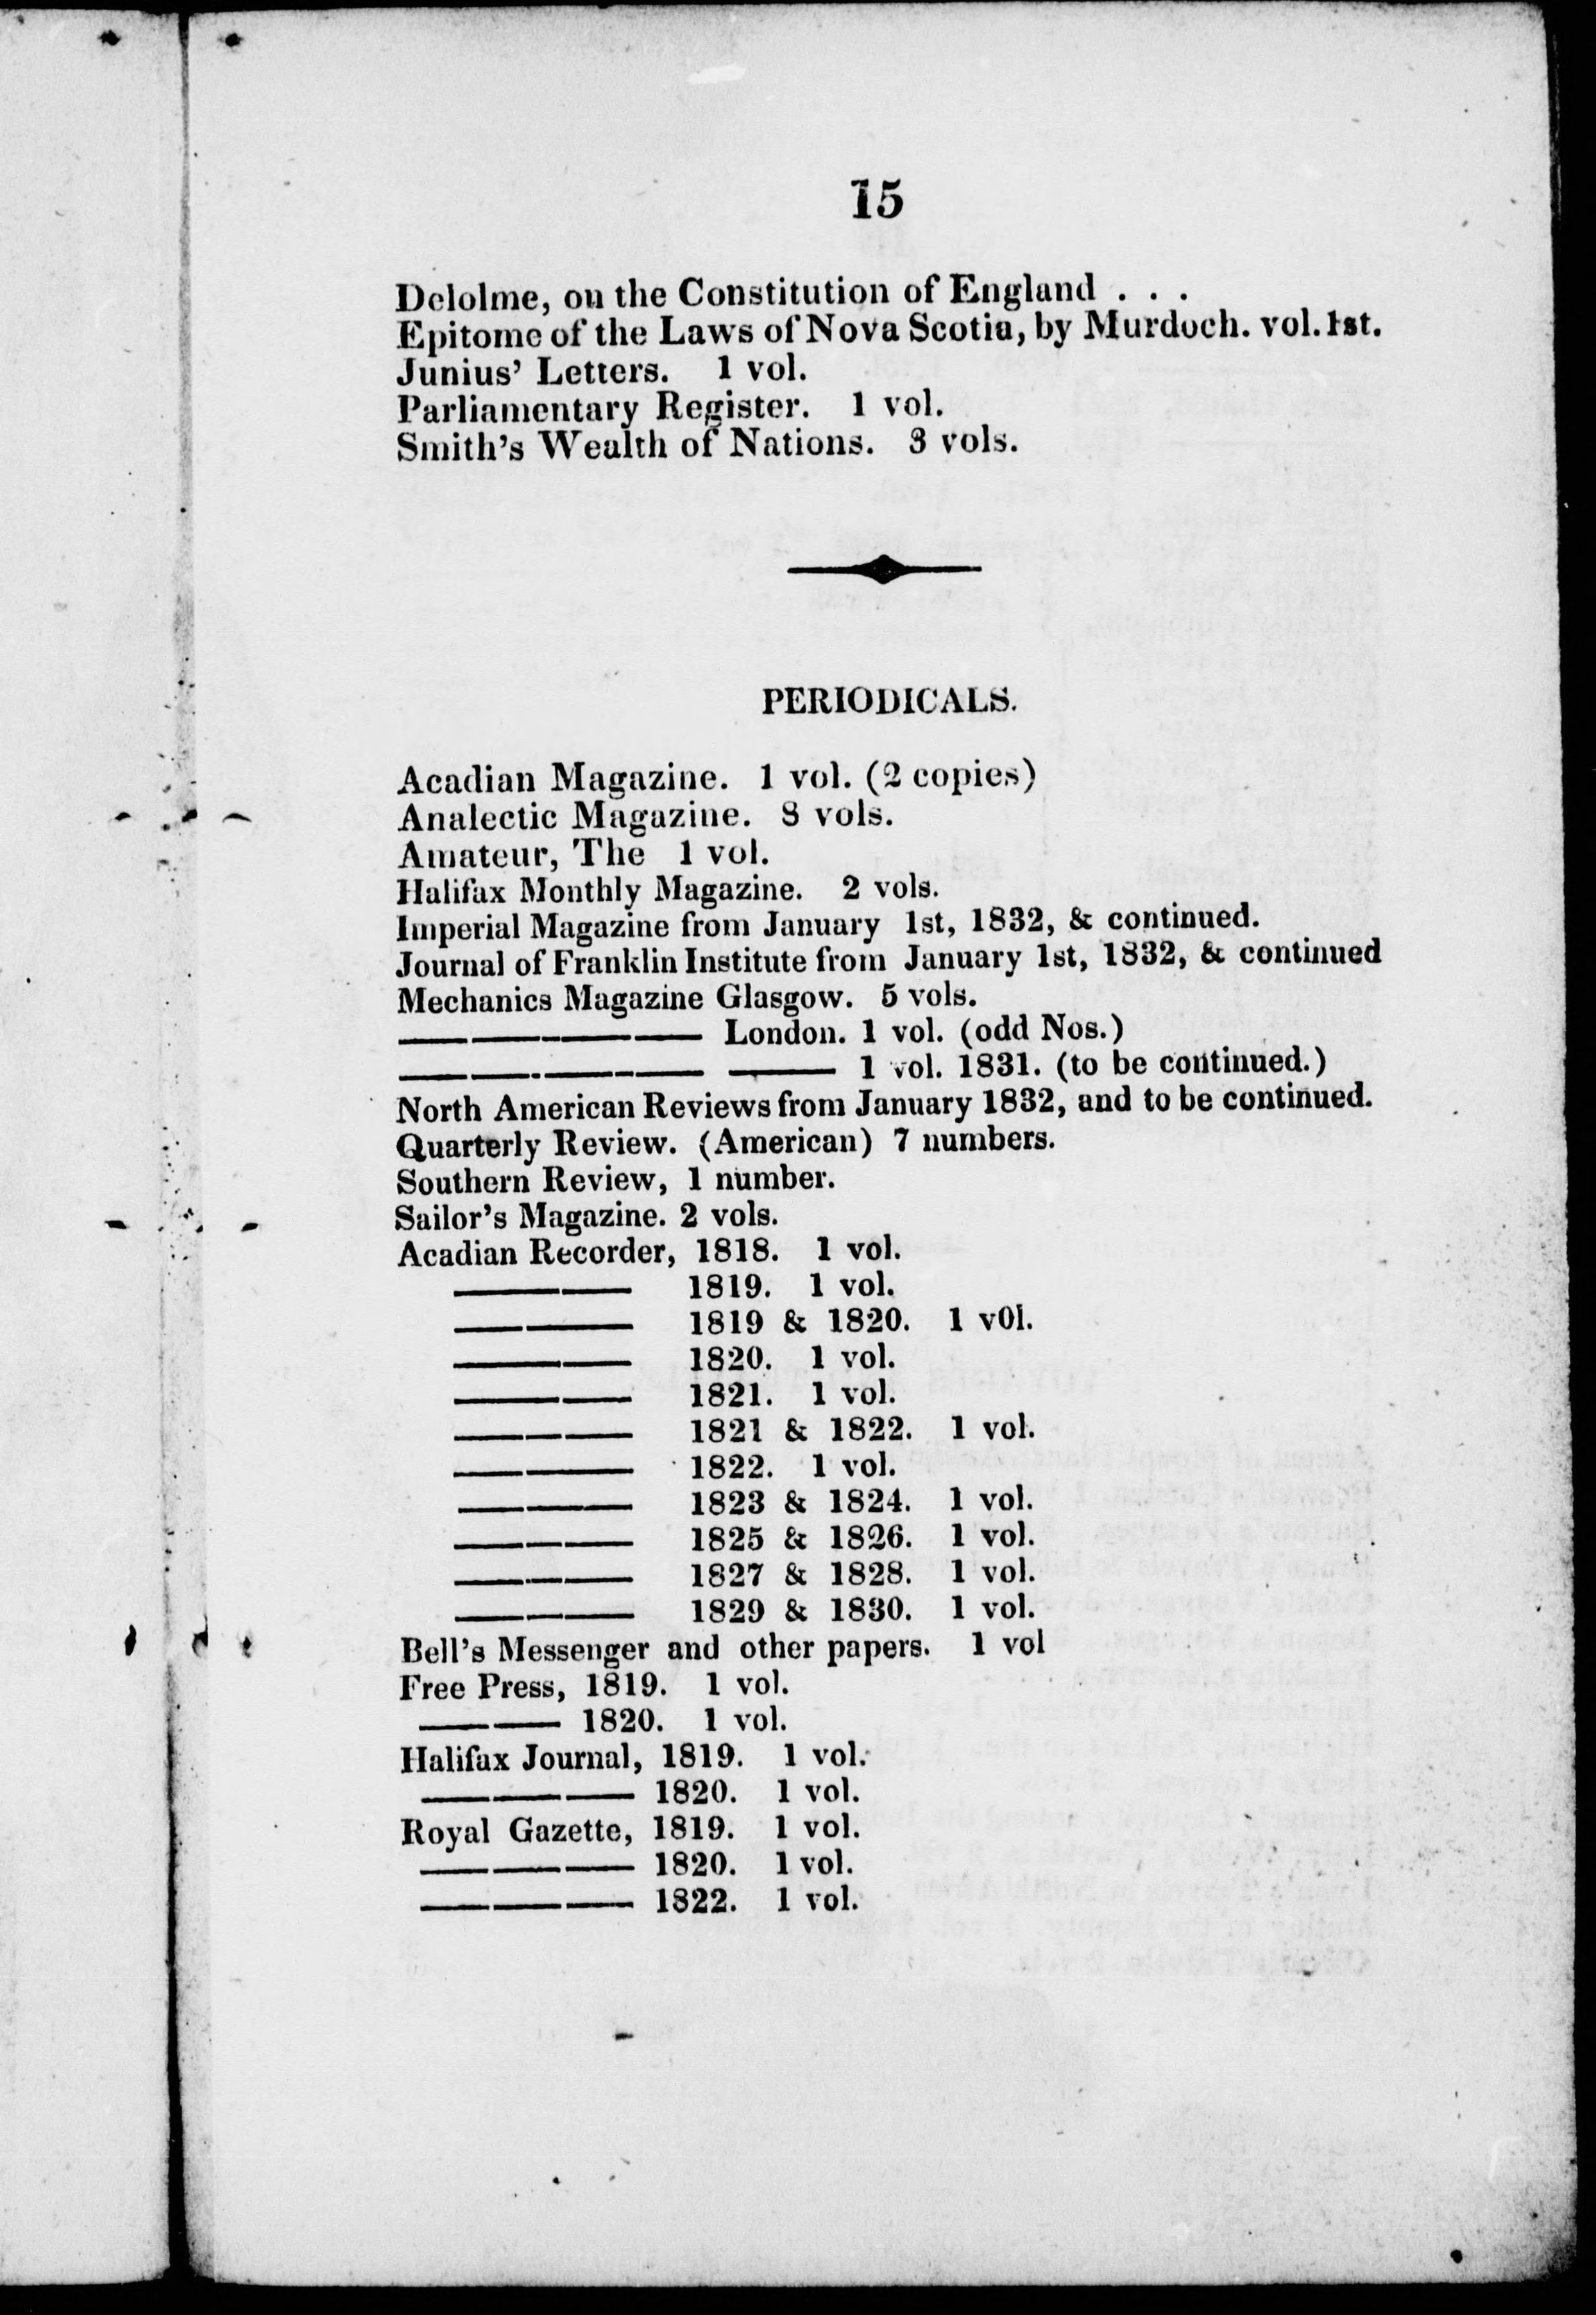 15
Delolme, on the Constitution of England . . .
Epitome of the Laws of Nova Scotia, by Murdoch. vol. 1st.
Junius' Letters. 1 vol.
Parliamentary Register. 1 vol.
Smith's Wealth of Nations. 3 vols.
PERIODICALS.
Acadian Magazine. 1 vol. (2 copies)
Analectic Magazine. 8 vols.
Amateur, The 1 vol.
Halifax Monthly Magazine. 2 vols.
Imperial Magazine from January 1st, 1832, & continued.
Journal of Franklin Institute from January 1st, 1832, & continued
Mechanics Magazine Glasgow. 5 vols.
———————— London. 1 vol. (odd Nos.)
———————— ——— 1 vol. 1831. (to be continued.)
North American Reviews from January 1832, and to be continued.
Quarterly Review. (American) 7 numbers.
Southern Review, 1 number.
Sailor's Magazine. 2 vols.
Acadian Recorder, 1818. 1 vol.
————— 1819. 1 vol.
————— 1819 & 1820. 1 v0l.
————— 1820. 1 vol.
————— 1821. 1 vol.
————— 1821 & 1822. 1 vol.
————— 1822. 1 vol.
————— 1823 & 1824. 1 vol.
————— 1825 & 1826. 1 vol.
————— 1827 & 1828. 1 vol.
————— 1829 & 1830. 1 vol.
Bell's Messenger and other papers. 1 vol
Free Press, 1819. 1 vol.
———— 1820. 1 vol.
Halifax Journal, 1819. 1 vol.
—————— 1820. 1 vol.
Royal Gazette, 1819. 1 vol.
—————— 1820. 1 vol.
—————— 1822. 1 vol.